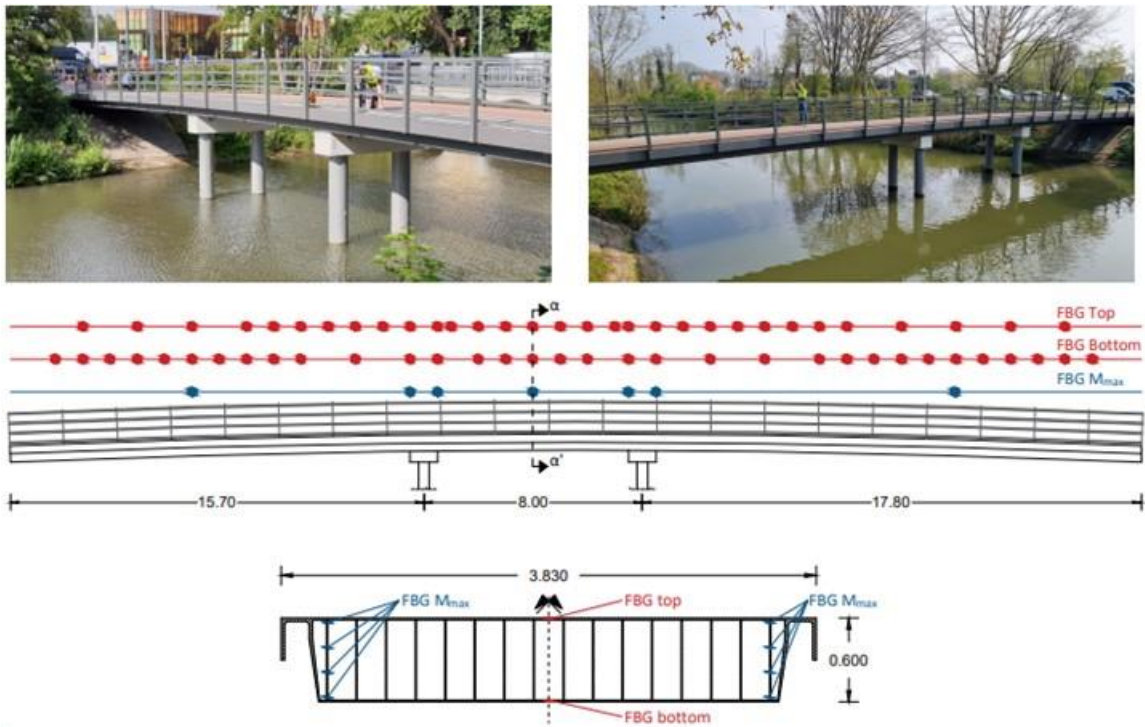 α
FBG Top
FBG Bottom
FBG Mmax
α'
15.70
8.00
17.80
3.830
FBG Mmax
FBG top
FBG Mmax
0.600
FBG bottom